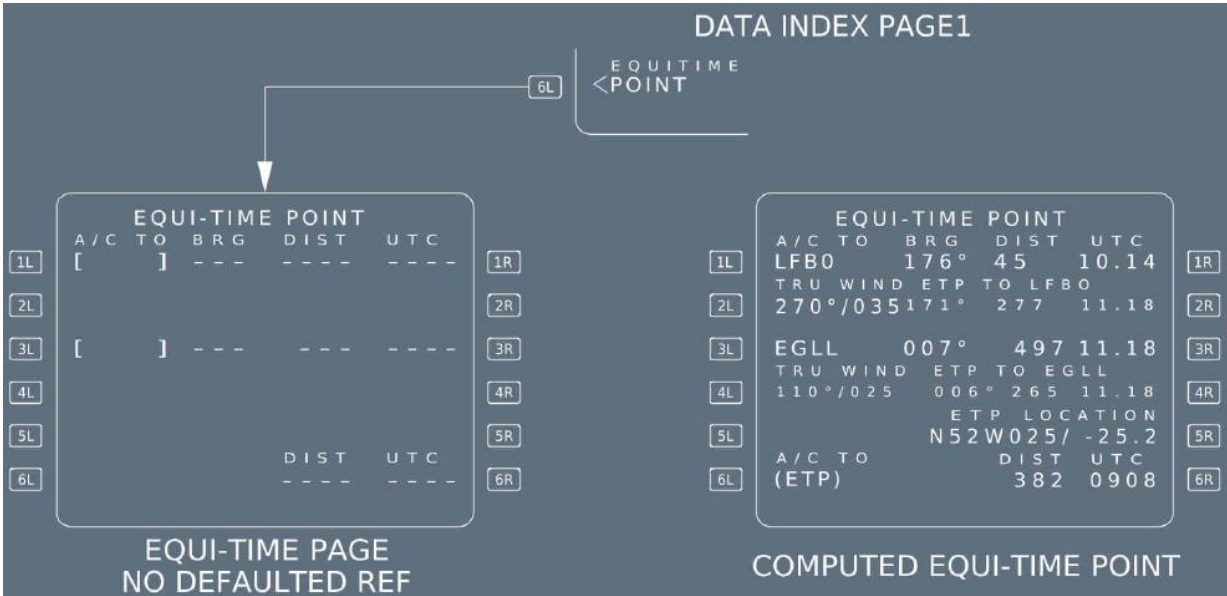 DATA INDEX PAGE1
EQUITIME
6L <POINT
EQUI-TIME POINT
A/C TO BRG DIST UTC
1L [ ] --- ---- ---- 1R
2L 2R
3L [ ] --- --- ---- 3R
4L 4R
5L 5R
DIST UTC
6L ---- ---- 6R
EQUI-TIME PAGE
NO DEFAULTED REF
EQUI-TIME POINT
A/C TO BRG DIST UTC
1L LFBO 176° 45 10.14 1R
TRU WIND ETP TO LFBO
2L 270°/035 171° 277 11.18 2R
3L EGLL 007° 497 11.18 3R
TRU WIND ETP TO EGLL
4L 110°/025 006° 265 11.18 4R
ETP LOCATION
5L N52W025/ -25.2 5R
A/C TO DIST UTC
6L (ETP) 382 0908 6R
COMPUTED EQUI-TIME POINT